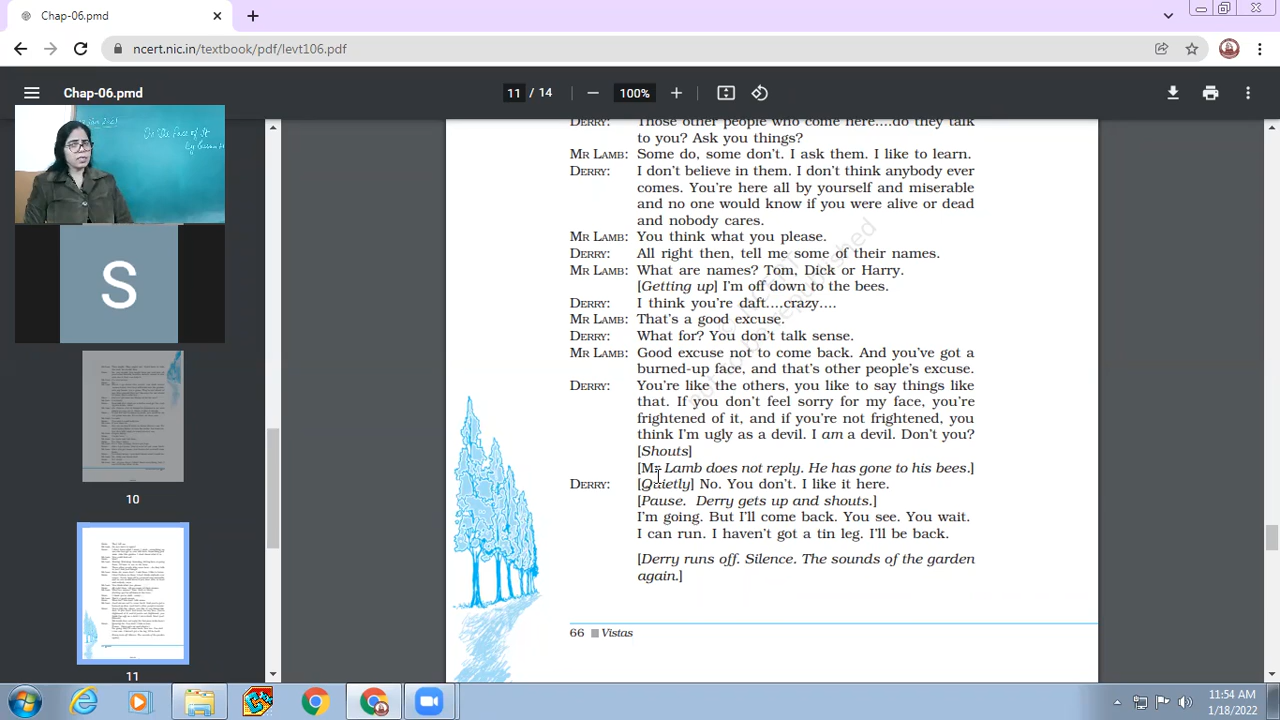 Chap-06.pmd
ncert.nic.in/textbook/pdf/levt106.pdf
Chap-06.pmd
11 / 14
100%
In the Face of It
By Susan H
S
10
11
DERRY: Those other people who come here....do they talk
to you? Ask you things?
MR LAMB: Some do, some don't. I ask them. I like to learn.
DERRY: I don't believe in them. I don't think anybody ever
comes. You're here all by yourself and miserable
and no one would know if you were alive or dead
and nobody cares.
MR LAMB: You think what you please.
DERRY: All right then, tell me some of their names.
MR LAMB: What are names? Tom, Dick or Harry.
[Getting up] I'm off down to the bees.
DERRY: I think you're daft....crazy....
MR LAMB: That's a good excuse.
DERRY: What for? You don't talk sense.
MR LAMB: Good excuse not to come back. And you've got a
burned-up face, and that's other people's excuse.
DERRY: You're like the others, you like to say things like
that. If you don't feel sorry for my face, you're
frightened of it, and if you're not frightened, you
think I'm ugly as a devil. I am a devil. Don't you?
[Shouts]
[Mr Lamb does not reply. He has gone to his bees.]
DERRY: [Quietly] No. You don't. I like it here.
[Pause. Derry gets up and shouts.]
I'm going. But I'll come back. You see. You wait.
I can run. I haven't got a tin leg. I'll be back.
[Derry runs off. Silence. The sounds of the garden
again.]
66 Vistas
11:54 AM
1/18/2022